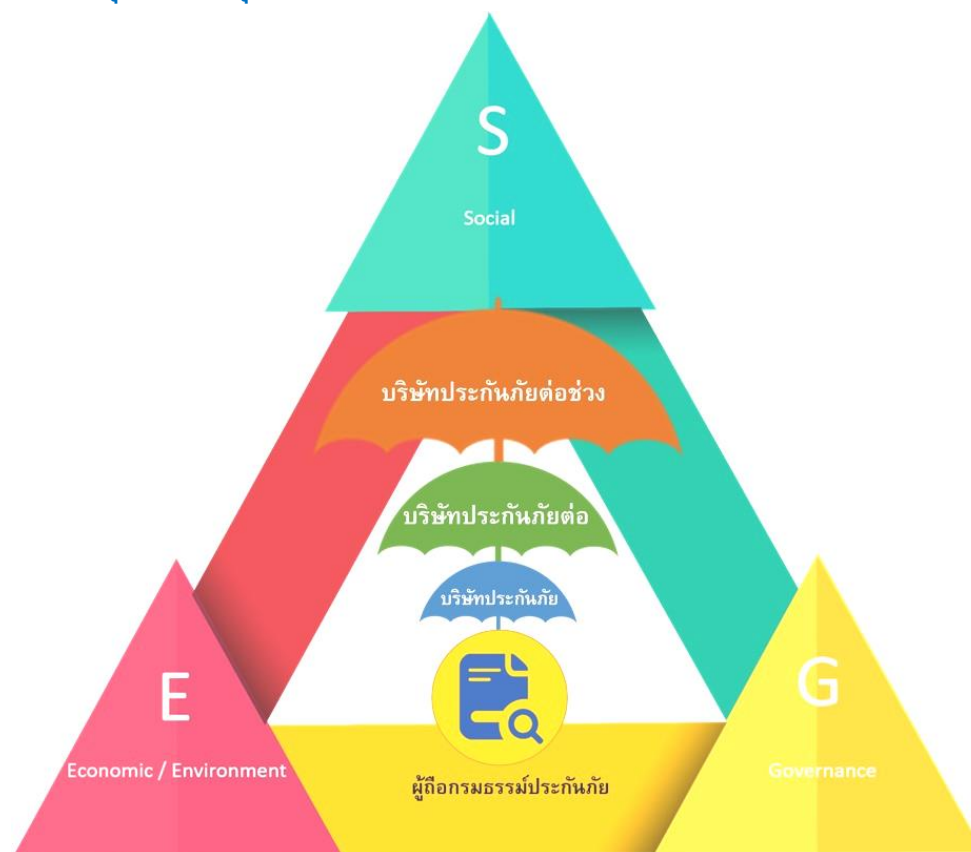 S
Social
บริษัทประกันภัยต่อช่วง
บริษัทประกันภัยต่อ
บริษัทประกันภัย
E
Economic / Environment
G
Governance
ผู้ถือกรมธรรม์ประกันภัย